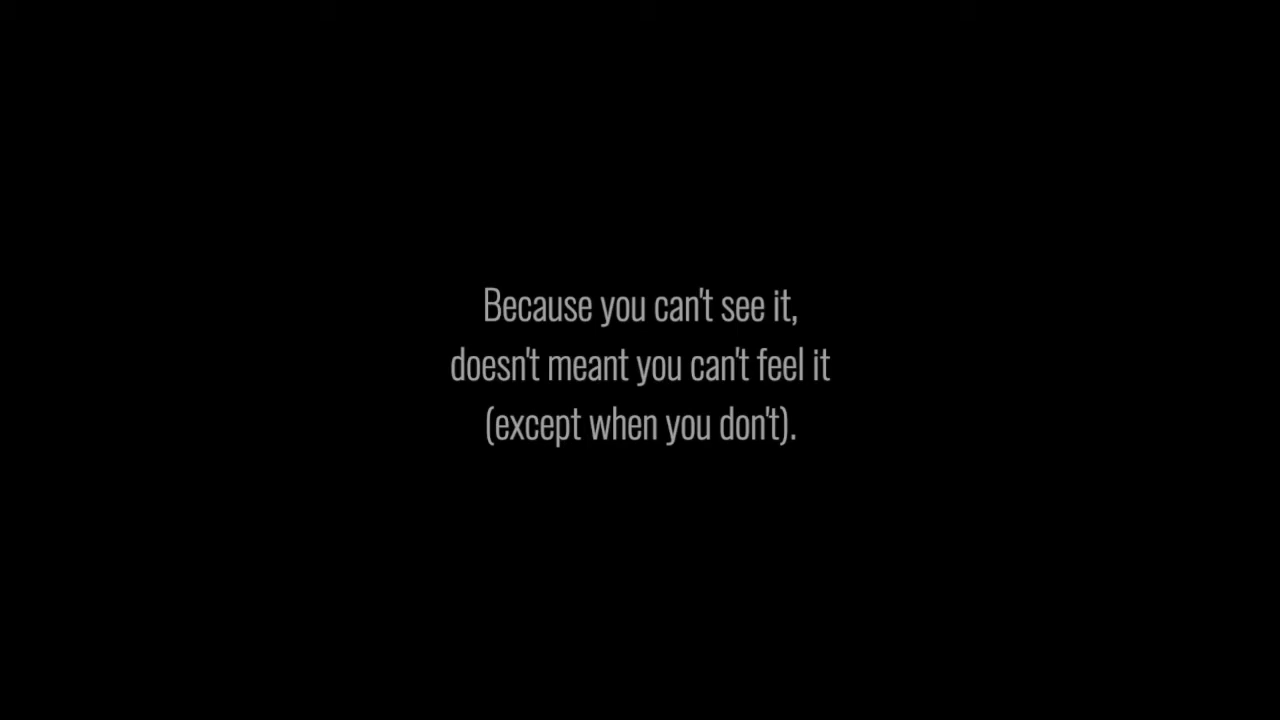 Because you can't see it,
doesn't meant you can't feel it
(except when you don't).